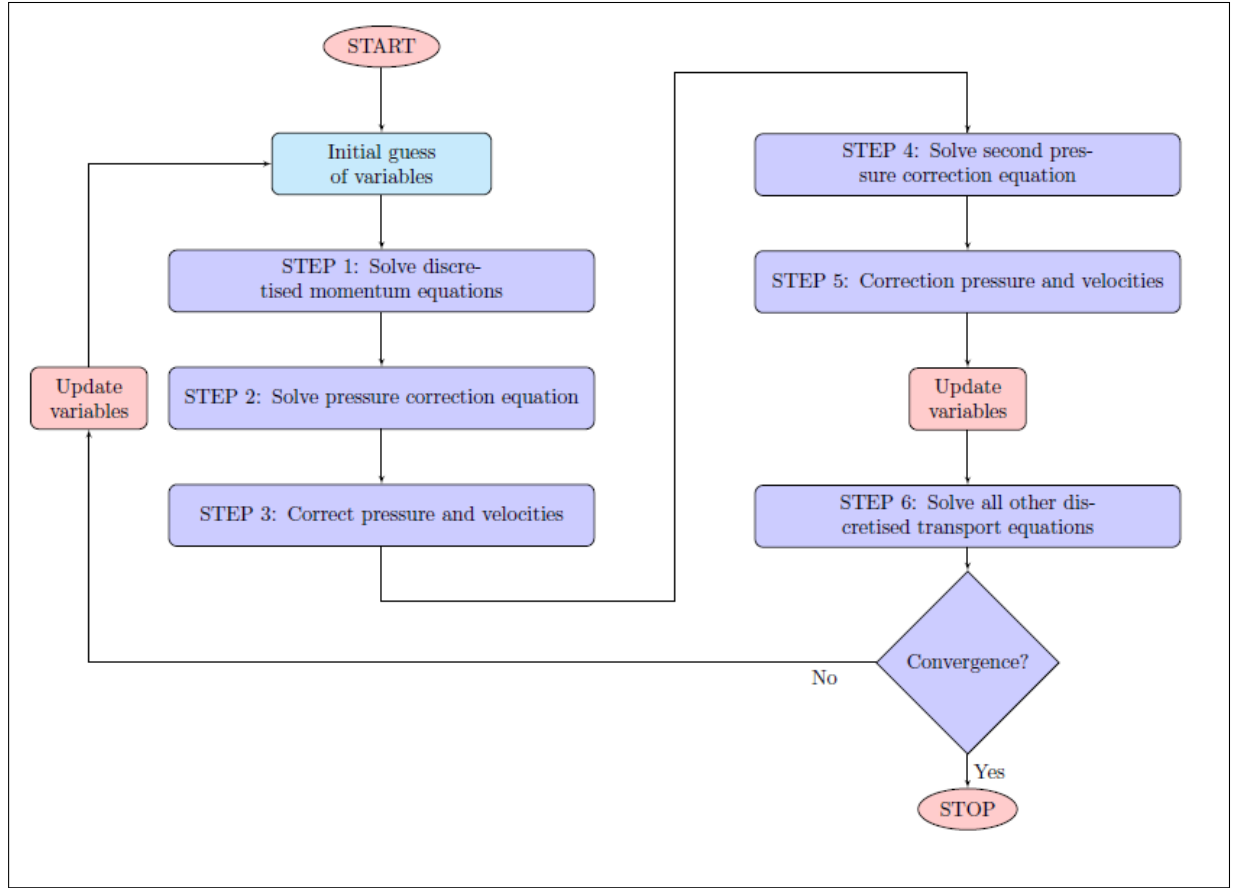 START
Initial guess
of variables
STEP 1: Solve discre-
tised momentum equations
Update
variables
STEP 2: Solve pressure correction equation
STEP 3: Correct pressure and velocities
STEP 4: Solve second pres-
sure correction equation
STEP 5: Correction pressure and velocities
Update
variables
STEP 6: Solve all other dis-
cretised transport equations
Convergence?
No
Yes
STOP